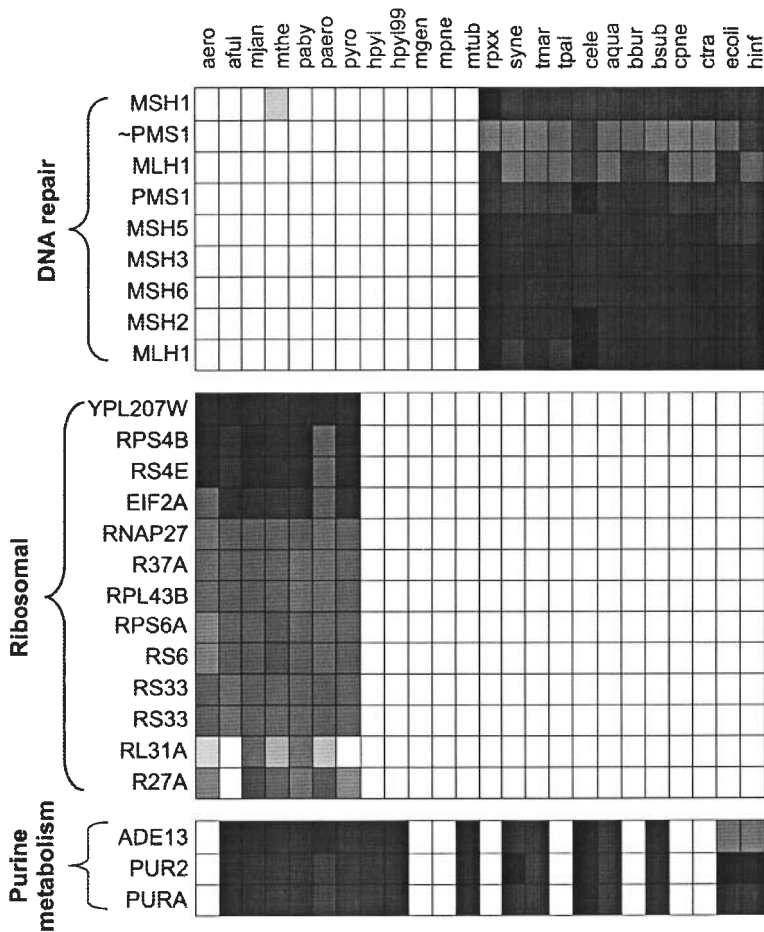 aero aful mjan mthe paby paero pyro hpyl hpyl99 mgen mpne mtub rpxx syne tmar tpal cele aqua bbur bsub cpne ctra ecoli hinf
DNA repair
MSH1
~PMS1
MLH1
PMS1
MSH5
MSH3
MSH6
MSH2
MLH1
Ribosomal
YPL207W
RPS4B
RS4E
EIF2A
RNAP27
R37A
RPL43B
RPS6A
RS6
RS33
RS33
RL31A
R27A
Purine
metabolism
ADE13
PUR2
PURA